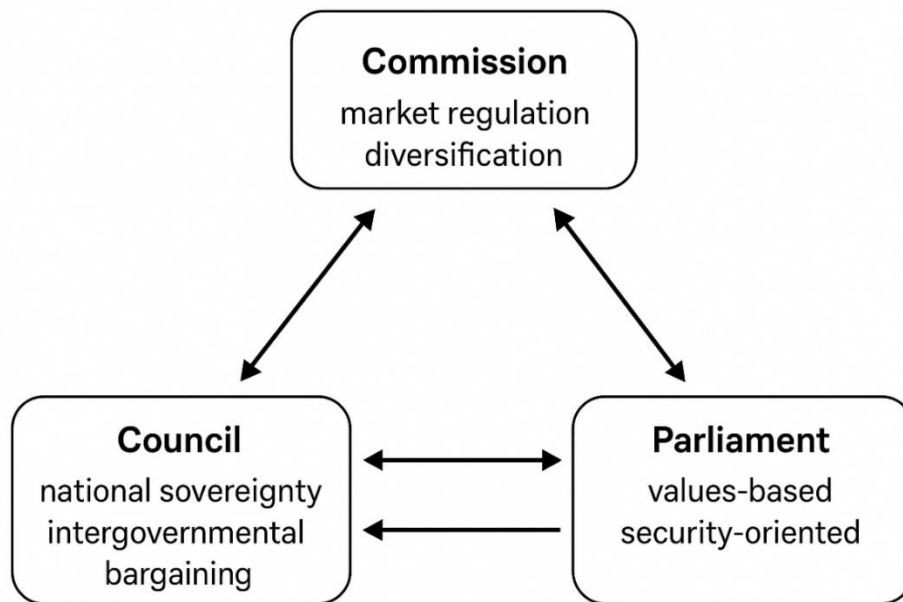 Commission
market regulation
diversification
Council
national sovereignty
intergovernmental
bargaining
Parliament
values-based
security-oriented